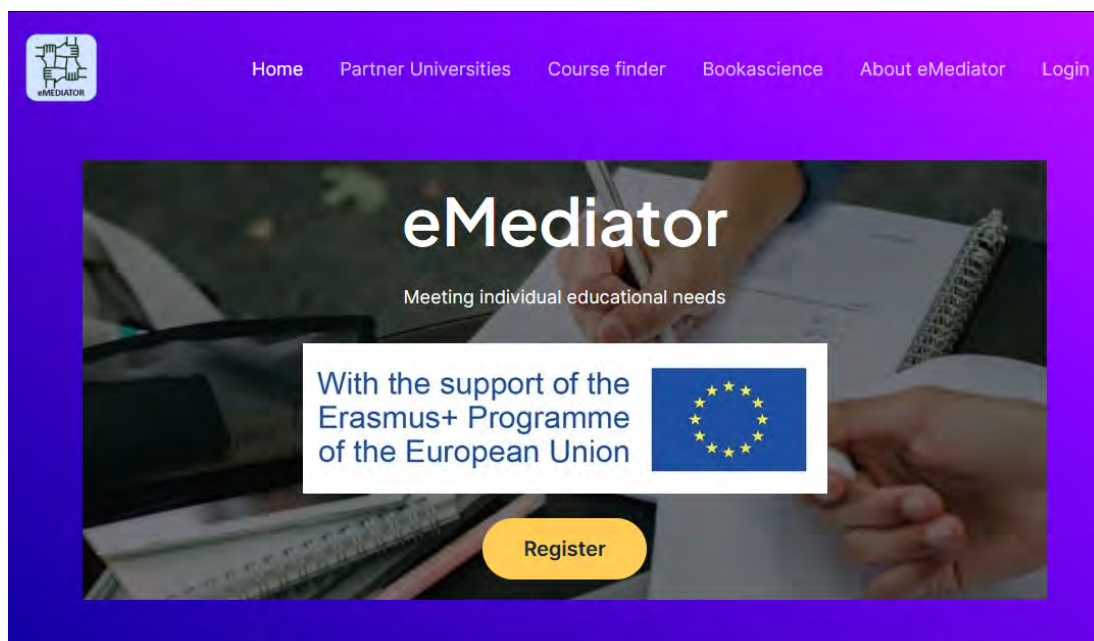 eMEDIATOR
Home Partner Universities Course finder Bookascience About eMediator Login
eMediator
Meeting individual educational needs
With the support of the
Erasmus+ Programme
of the European Union
Register